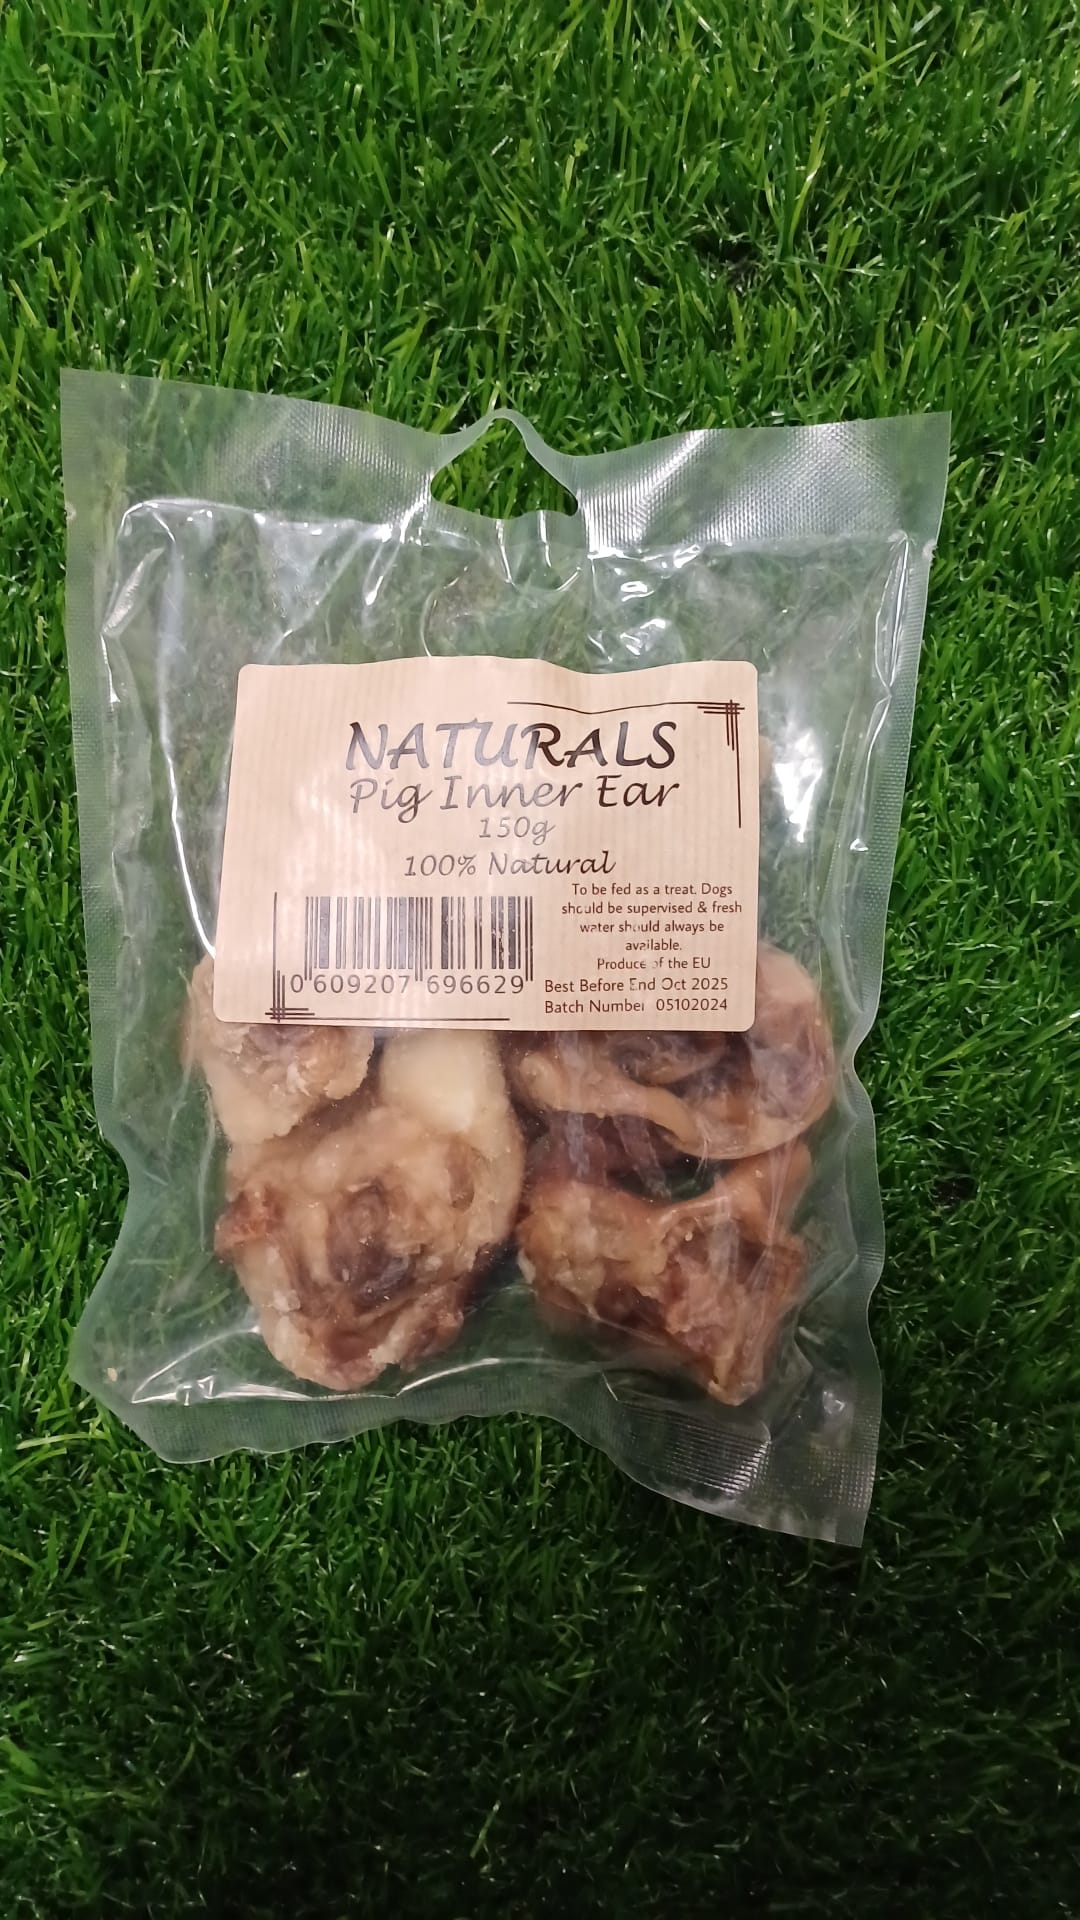 NATURALS
Pig Inner Ear
150g
100% Natural
To be fed as a treat. Dogs
should be supervised & fresh
water should always be
available.
Produce of the EU
Best Before End Oct 2025
Batch Number 05102024
0 609207 696629